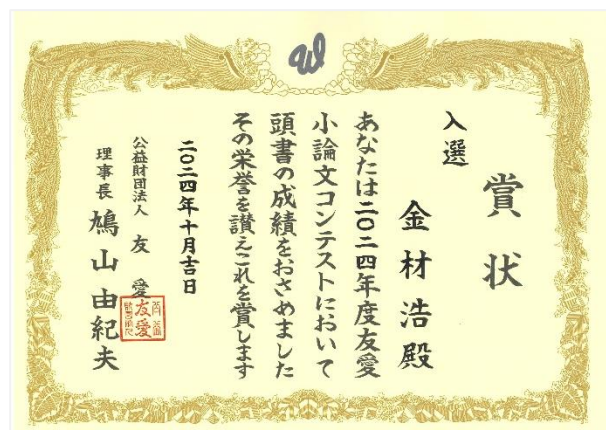 賞状
入選
金材浩殿
あなたは二〇二四年度友愛
小論文コンテストにおいて
頭書の成績をおさめました
その栄誉を讃えこれを賞します
二〇二四年十月吉日
公益財団法人 友愛
理事長 鳩山由紀夫
友愛